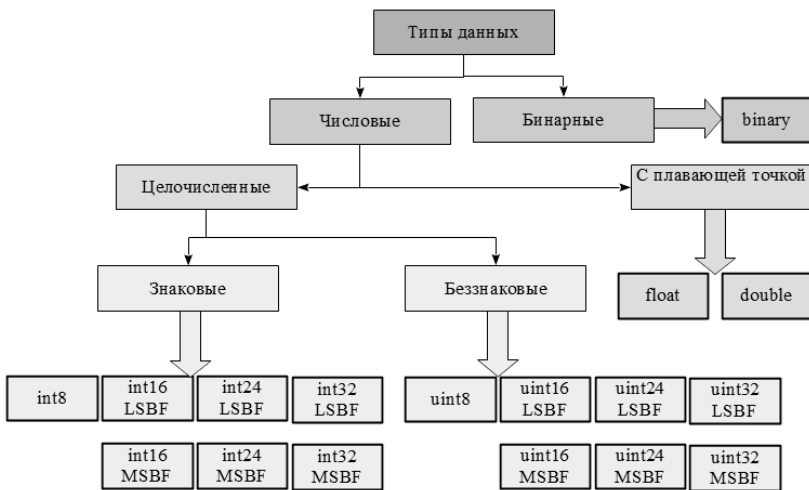 Типы данных
Числовые
Бинарные
binary
Целочисленные
С плавающей точкой
Знаковые
Беззнаковые
float
double
int8
int16
LSBF
int24
LSBF
int32
LSBF
uint8
uint16
LSBF
uint24
LSBF
uint32
LSBF
int16
MSBF
int24
MSBF
int32
MSBF
uint16
MSBF
uint24
MSBF
uint32
MSBF